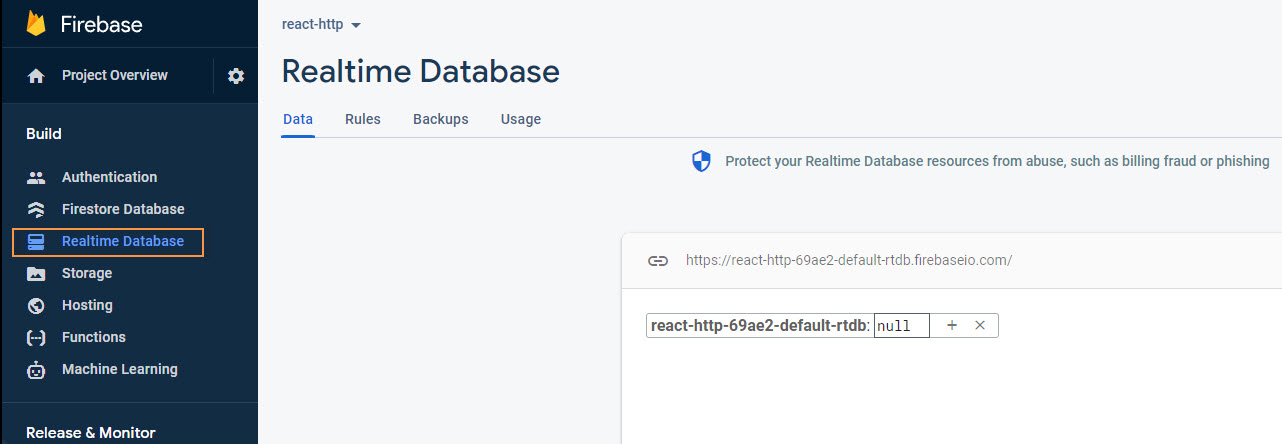 Firebase
Project Overview
Build
Authentication
Firestore Database
Realtime Database
Storage
Hosting
Functions
Machine Learning
Release & Monitor
react-http
Realtime Database
Data Rules Backups Usage
Protect your Realtime Database resources from abuse, such as billing fraud or phishing
https://react-http-69ae2-default-rtdb.firebaseio.com/
react-http-69ae2-default-rtdb: null + ×